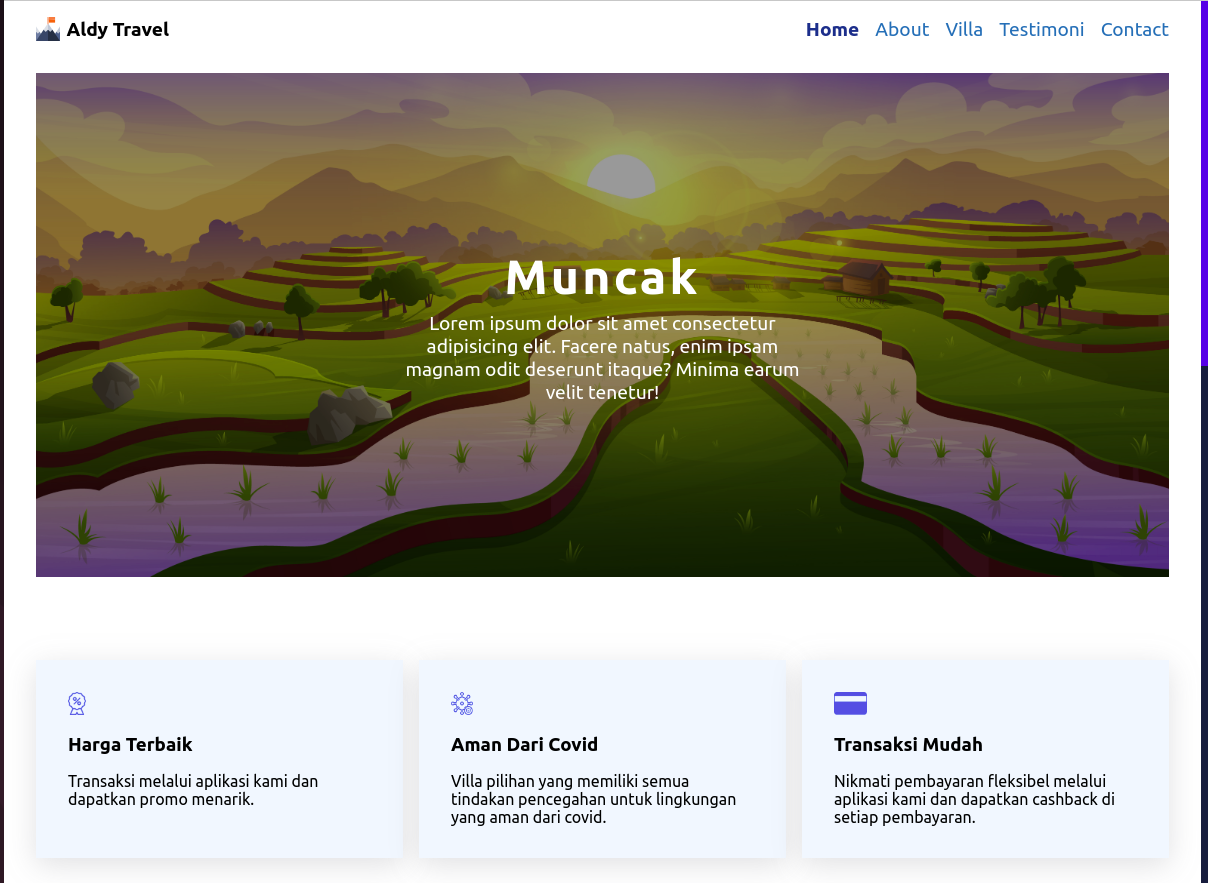 Aldy Travel
Home About Villa Testimoni Contact
Muncak
Lorem ipsum dolor sit amet consectetur
adipisicing elit. Facere natus, enim ipsam
magnam odit deserunt itaque? Minima earum
velit tenetur!
%
Harga Terbaik
Transaksi melalui aplikasi kami dan
dapatkan promo menarik.
Aman Dari Covid
Villa pilihan yang memiliki semua
tindakan pencegahan untuk lingkungan
yang aman dari covid.
Transaksi Mudah
Nikmati pembayaran fleksibel melalui
aplikasi kami dan dapatkan cashback di
setiap pembayaran.